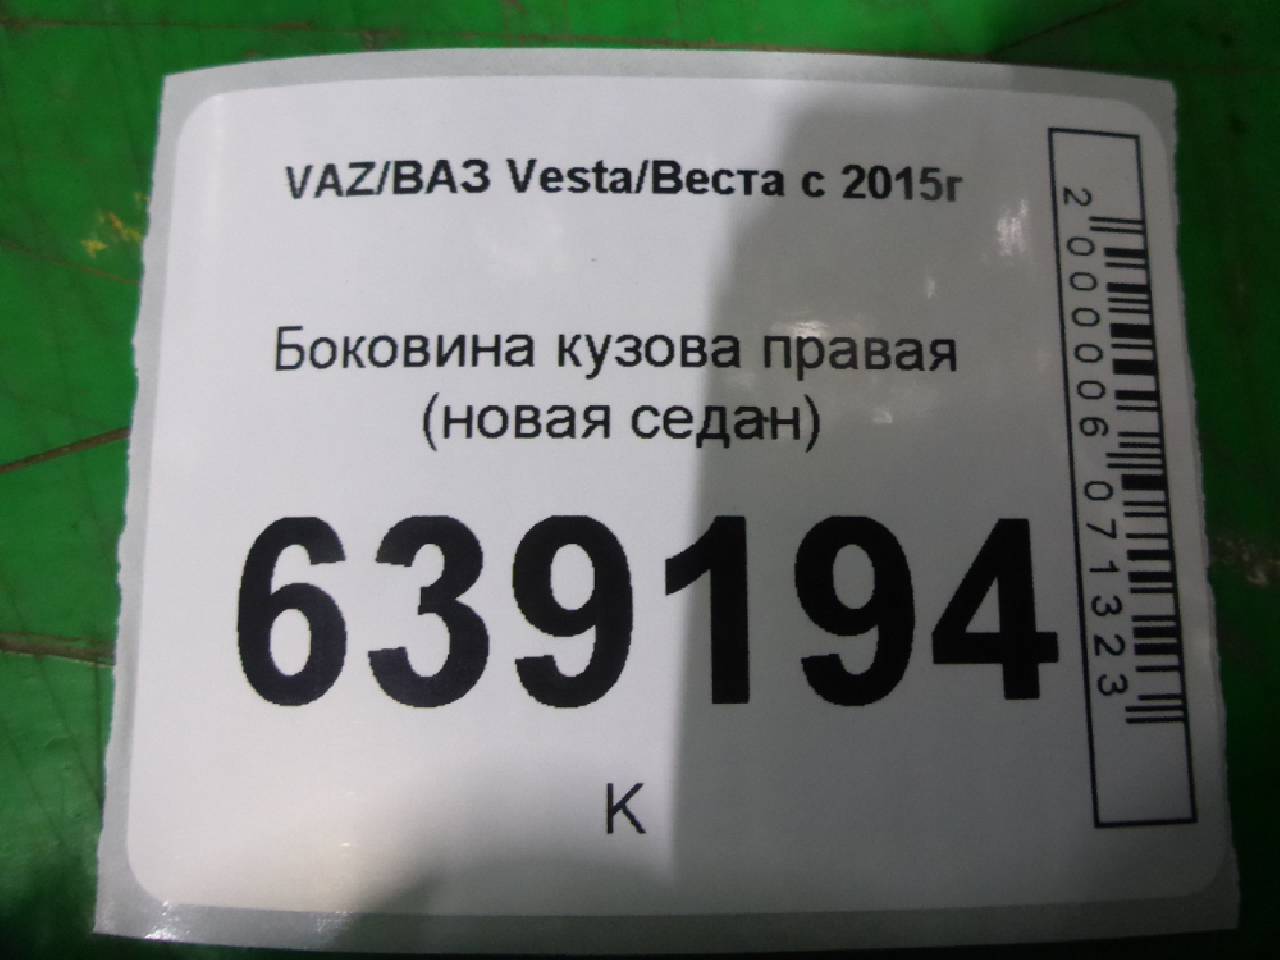 VAZ/ВАЗ Vesta/Веста с 2015г
Боковина кузова правая
(новая седан)
639194
К
2000006071323